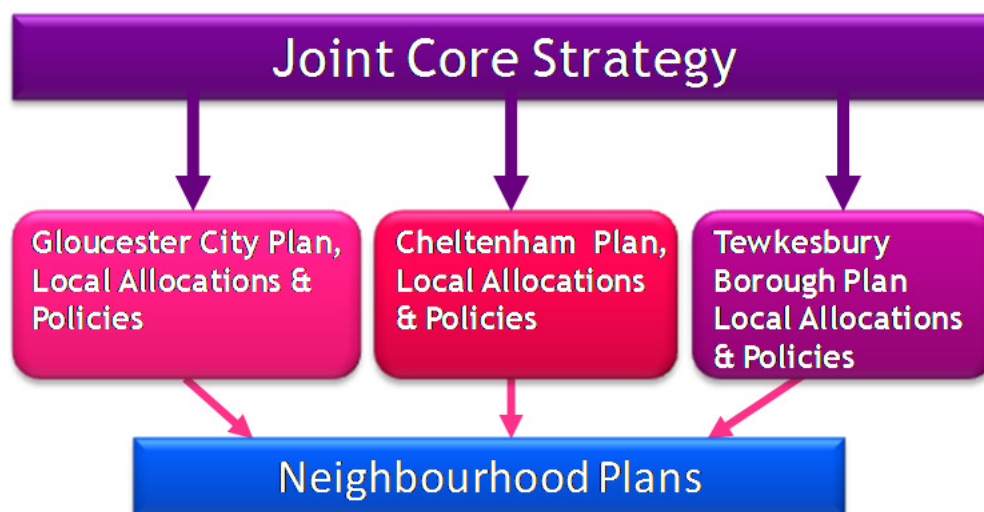 Joint Core Strategy
Gloucester City Plan,
Local Allocations &
Policies
Cheltenham Plan,
Local Allocations
& Policies
Tewkesbury
Borough Plan
Local Allocations
& Policies
Neighbourhood Plans